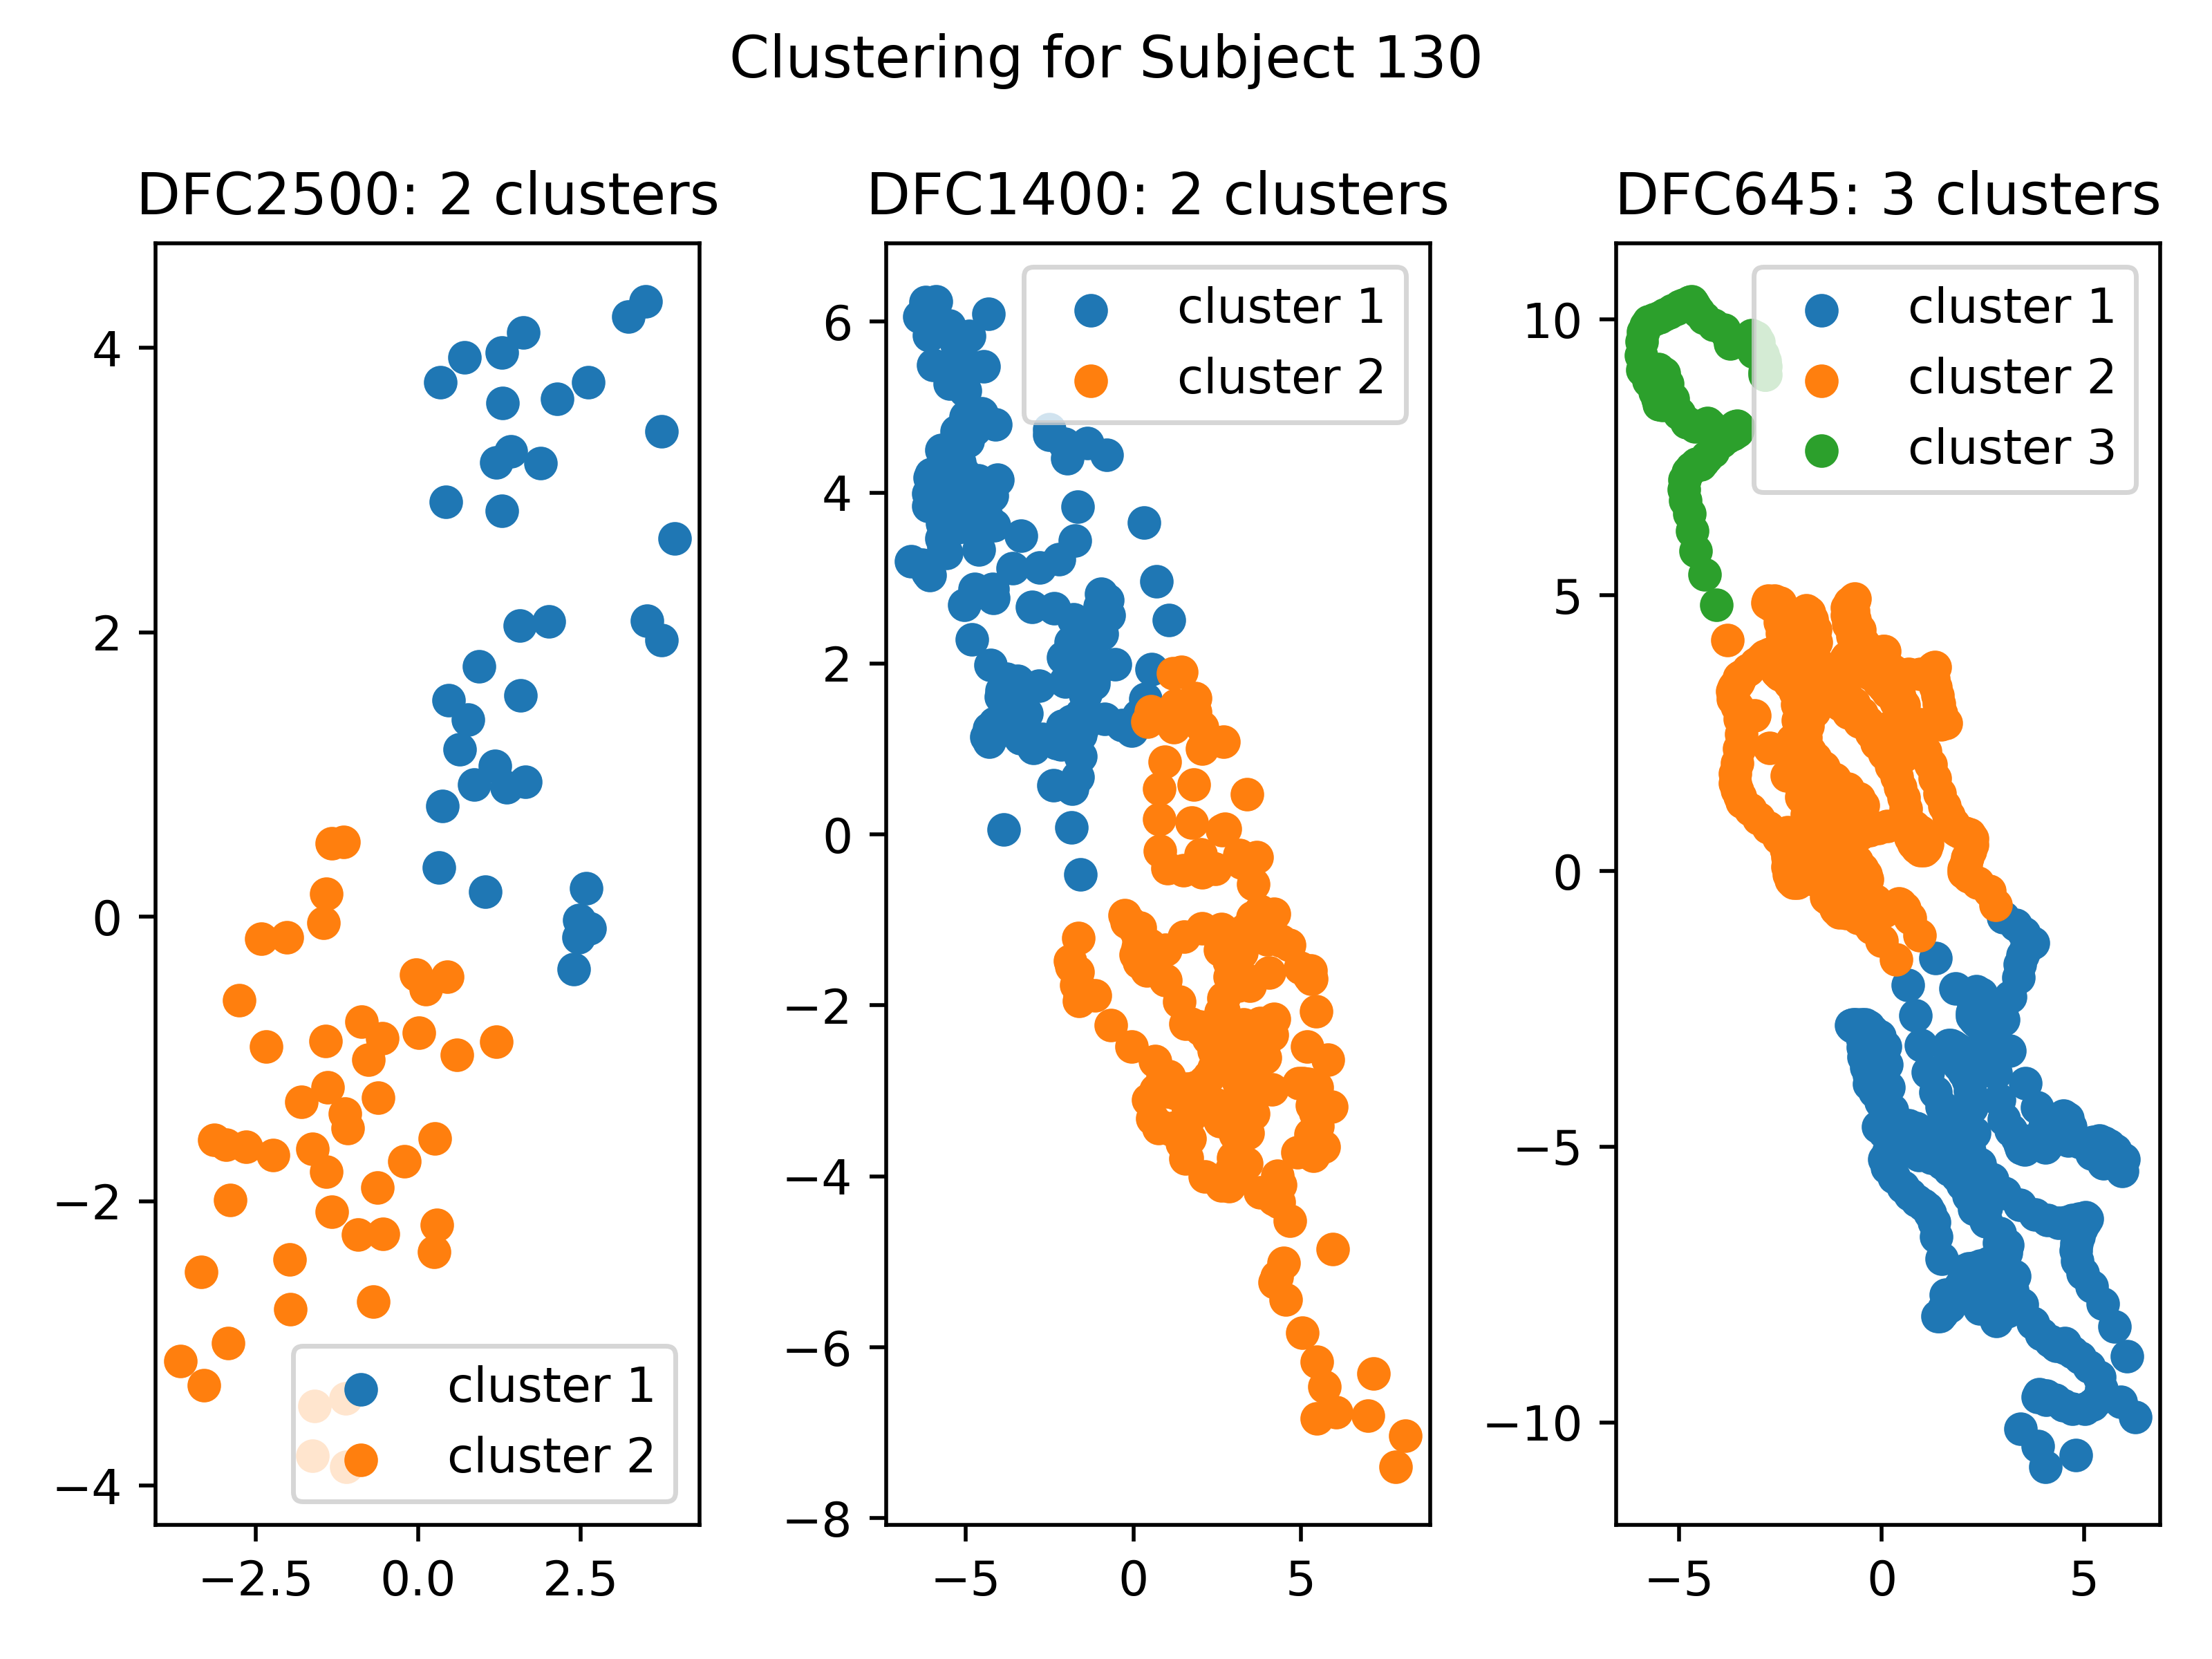 Clustering for Subject 130
DFC2500: 2 clusters
4
2
0
−2
−4
−2.5
0.0
2.5
cluster 1
cluster 2
DFC1400: 2 clusters
6
4
2
0
−2
−4
−6
−8
−5
0
5
cluster 1
cluster 2
DFC645: 3 clusters
10
5
0
−5
−10
−5
0
5
cluster 1
cluster 2
cluster 3